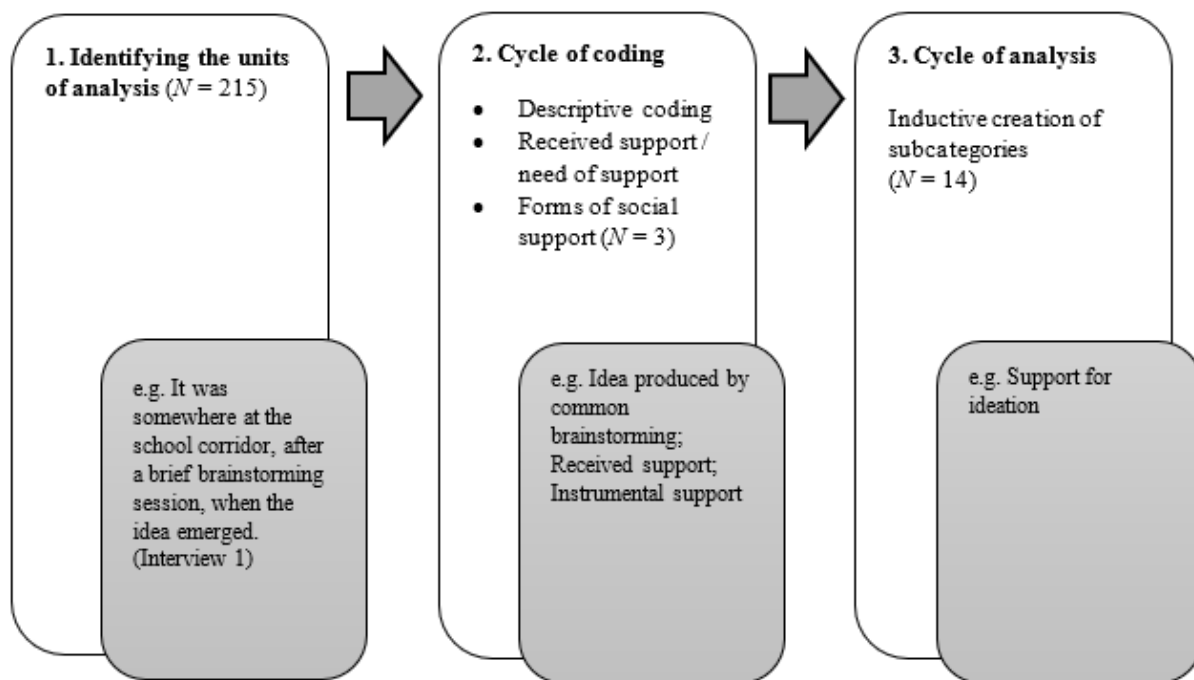 1. Identifying the units
of analysis (N = 215)
e.g. It was
somewhere at the
school corridor, after
a brief brainstorming
session, when the
idea emerged.
(Interview 1)
2. Cycle of coding
• Descriptive coding
• Received support /
need of support
• Forms of social
support (N = 3)
e.g. Idea produced by
common
brainstorming;
Received support;
Instrumental support
3. Cycle of analysis
Inductive creation of
subcategories
(N = 14)
e.g. Support for
ideation